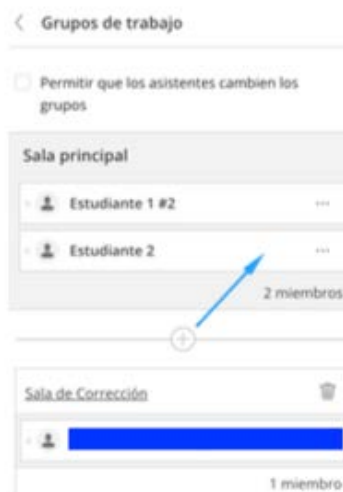 Grupos de trabajo
Permitir que los asistentes cambien los
grupos
Sala principal
Estudiante 1 #2
Estudiante 2
2 miembros
Sala de Corrección
1 miembro